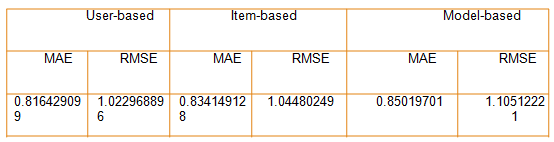 User-based Item-based Model-based
MAE RMSE MAE RMSE MAE RMSE
0.81642909 1.02296889 0.83414912 1.04480249 0.85019701 1.1051222
9 6 8 1